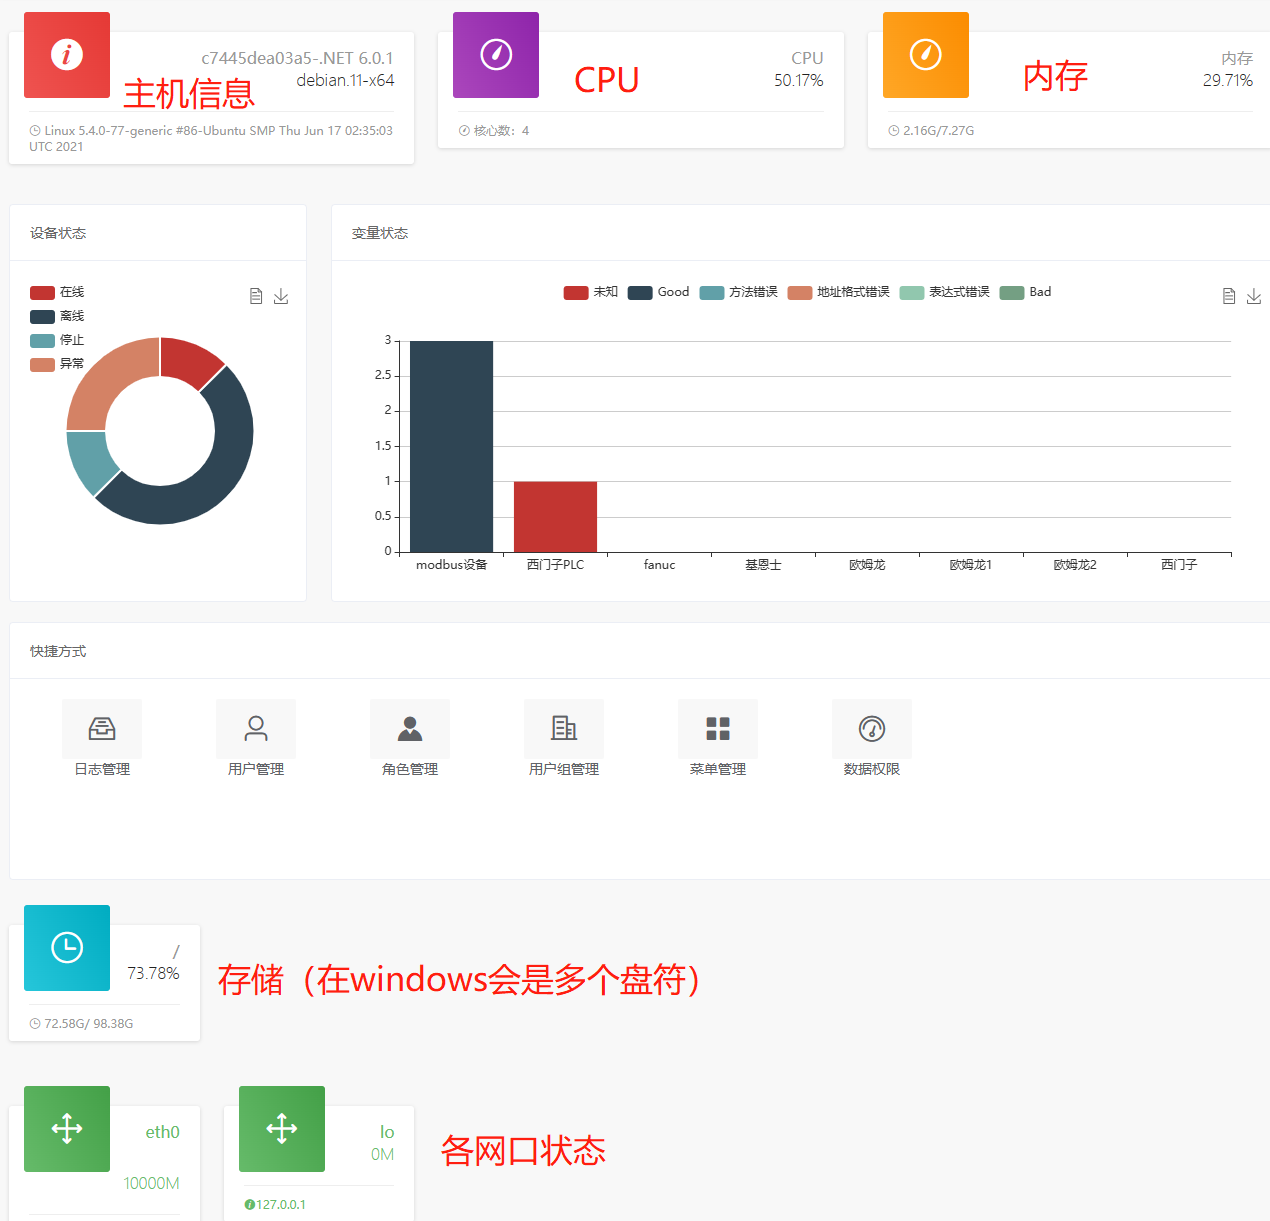 c7445dea03a5-.NET 6.0.1
debian.11-x64
主机信息
Linux 5.4.0-77-generic #86-Ubuntu SMP Thu Jun 17 02:35:03
UTC 2021
CPU
50.17%
CPU
核心数：4
内存
29.71%
内存
2.16G/7.27G
设备状态
在线
离线
停止
异常
变量状态
未知 Good 方法错误 地址格式错误 表达式错误 Bad
3
2.5
2
1.5
1
0.5
0
modbus设备 西门子PLC fanuc 基恩士 欧姆龙 欧姆龙1 欧姆龙2 西门子
快捷方式
日志管理 用户管理 角色管理 用户组管理 菜单管理 数据权限
/
73.78%
72.58G/ 98.38G
存储（在windows会是多个盘符）
eth0
10000M
lo
0M
127.0.0.1
各网口状态